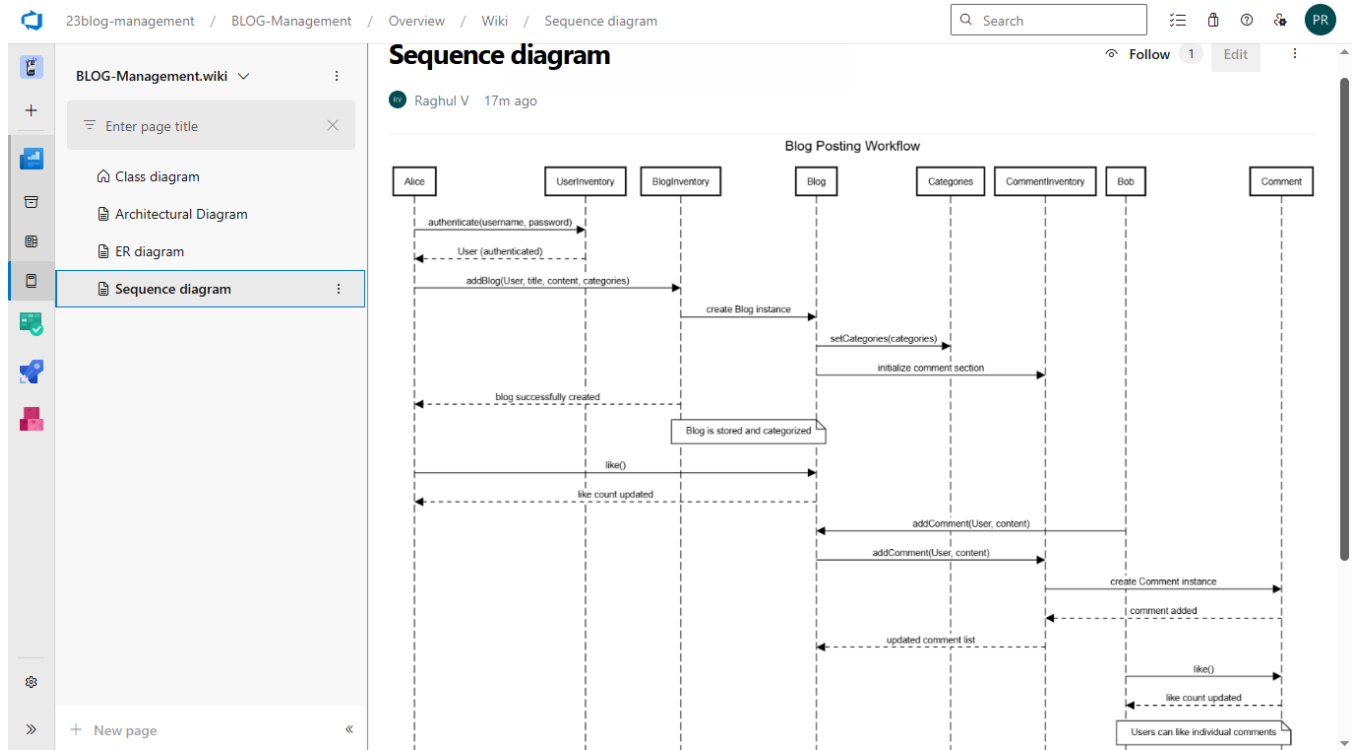 23blog-management / BLOG-Management / Overview / Wiki / Sequence diagram
Search
PR
BLOG-Management.wiki
Enter page title
Class diagram
Architectural Diagram
ER diagram
Sequence diagram
New page
Sequence diagram
Follow 1 Edit
RV Raghul V 17m ago
Blog Posting Workflow
Alice UserInventory BlogInventory Blog Categories CommentInventory Bob Comment
authenticate(username, password)
User (authenticated)
addBlog(User, title, content, categories)
create Blog instance
setCategories(categories)
initialize comment section
blog successfully created
Blog is stored and categorized
like()
like count updated
addComment(User, content)
addComment(User, content)
create Comment instance
comment added
updated comment list
like()
like count updated
Users can like individual comments